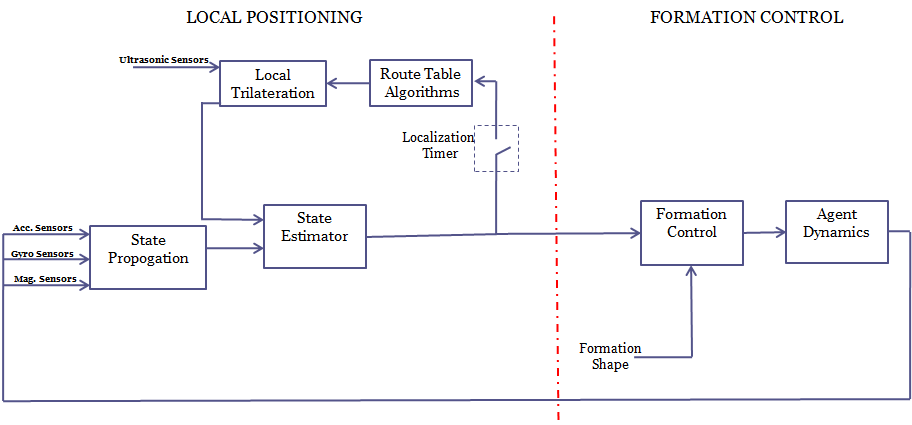 LOCAL POSITIONING
FORMATION CONTROL
Ultrasonic Sensors
Local
Trilateration
Route Table
Algorithms
Localization
Timer
Acc. Sensors
Gyro Sensors
Mag. Sensors
State
Propogation
State
Estimator
Formation
Control
Agent
Dynamics
Formation
Shape